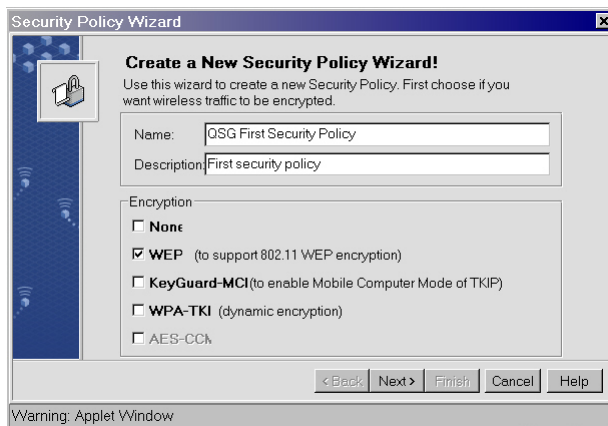 Security Policy Wizard
Create a New Security Policy Wizard!
Use this wizard to create a new Security Policy. First choose if you
want wireless traffic to be encrypted.
Name: QSG First Security Policy
Description: First security policy
Encryption
None
WEP (to support 802.11 WEP encryption)
KeyGuard-MCI (to enable Mobile Computer Mode of TKIP)
WPA-TKI (dynamic encryption)
AES-CCM
< Back Next > Finish Cancel Help
Warning: Applet Window